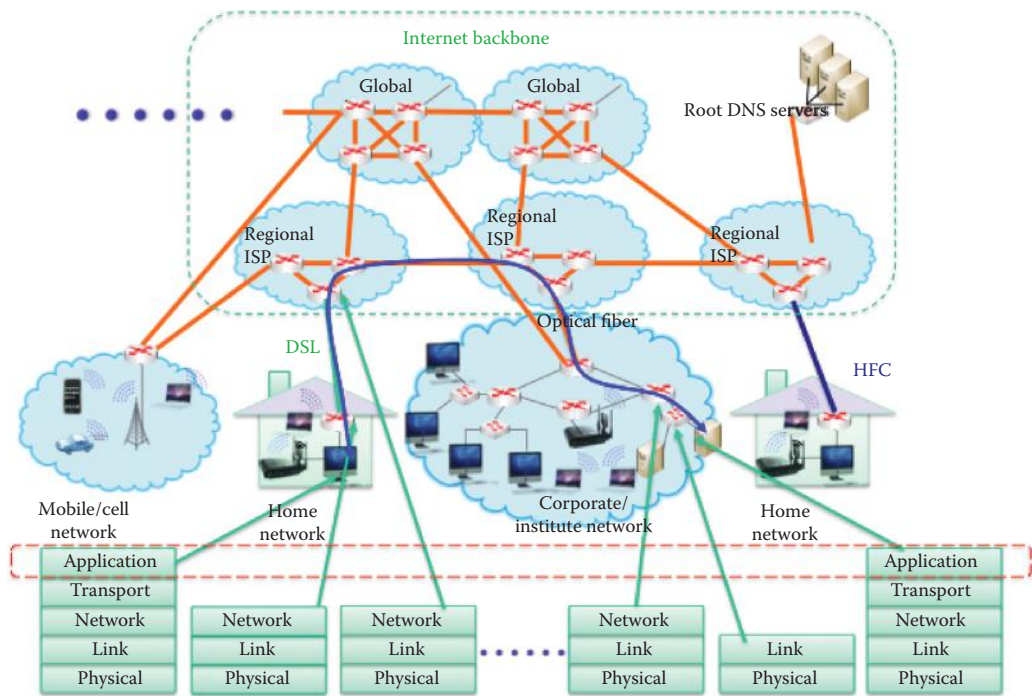 Internet backbone
Global
Global
Root DNS servers
Regional
ISP
Regional
ISP
Regional
ISP
Optical fiber
DSL
HFC
Mobile/cell
network
Home
network
Corporate/
institute network
Home
network
Application
Transport
Network
Link
Physical
Network
Link
Physical
Network
Link
Physical
Network
Link
Physical
Link
Physical
Application
Transport
Network
Link
Physical